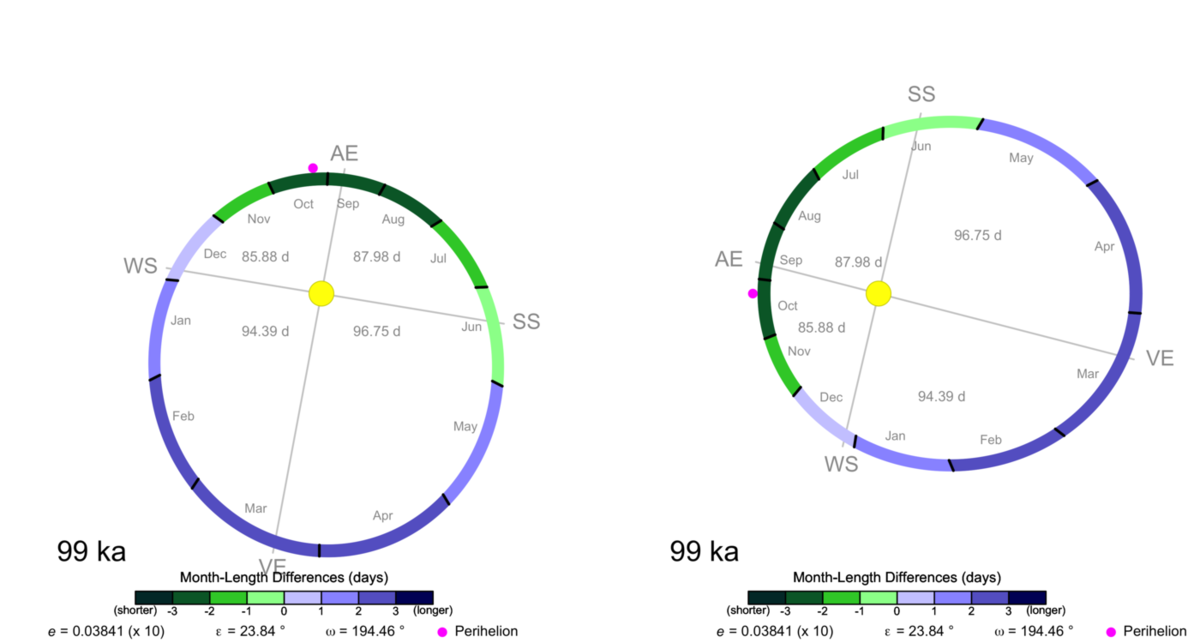 AE
Oct
Sep
Nov
Aug
Dec
85.88 d
87.98 d
Jul
WS
SS
Jan
94.39 d
96.75 d
Jun
Feb
May
Mar
Apr
99 ka
VE
Month-Length Differences (days)
(shorter) -3 -2 -1 0 1 2 3 (longer)
e = 0.03841 (x 10) ε = 23.84 ° ω = 194.46 ° Perihelion
SS
Jun
May
Jul
Aug
96.75 d
Apr
AE
Sep
87.98 d
Oct
85.88 d
Nov
VE
Mar
Dec
94.39 d
Jan
Feb
WS
99 ka
Month-Length Differences (days)
(shorter) -3 -2 -1 0 1 2 3 (longer)
e = 0.03841 (x 10) ε = 23.84 ° ω = 194.46 ° Perihelion